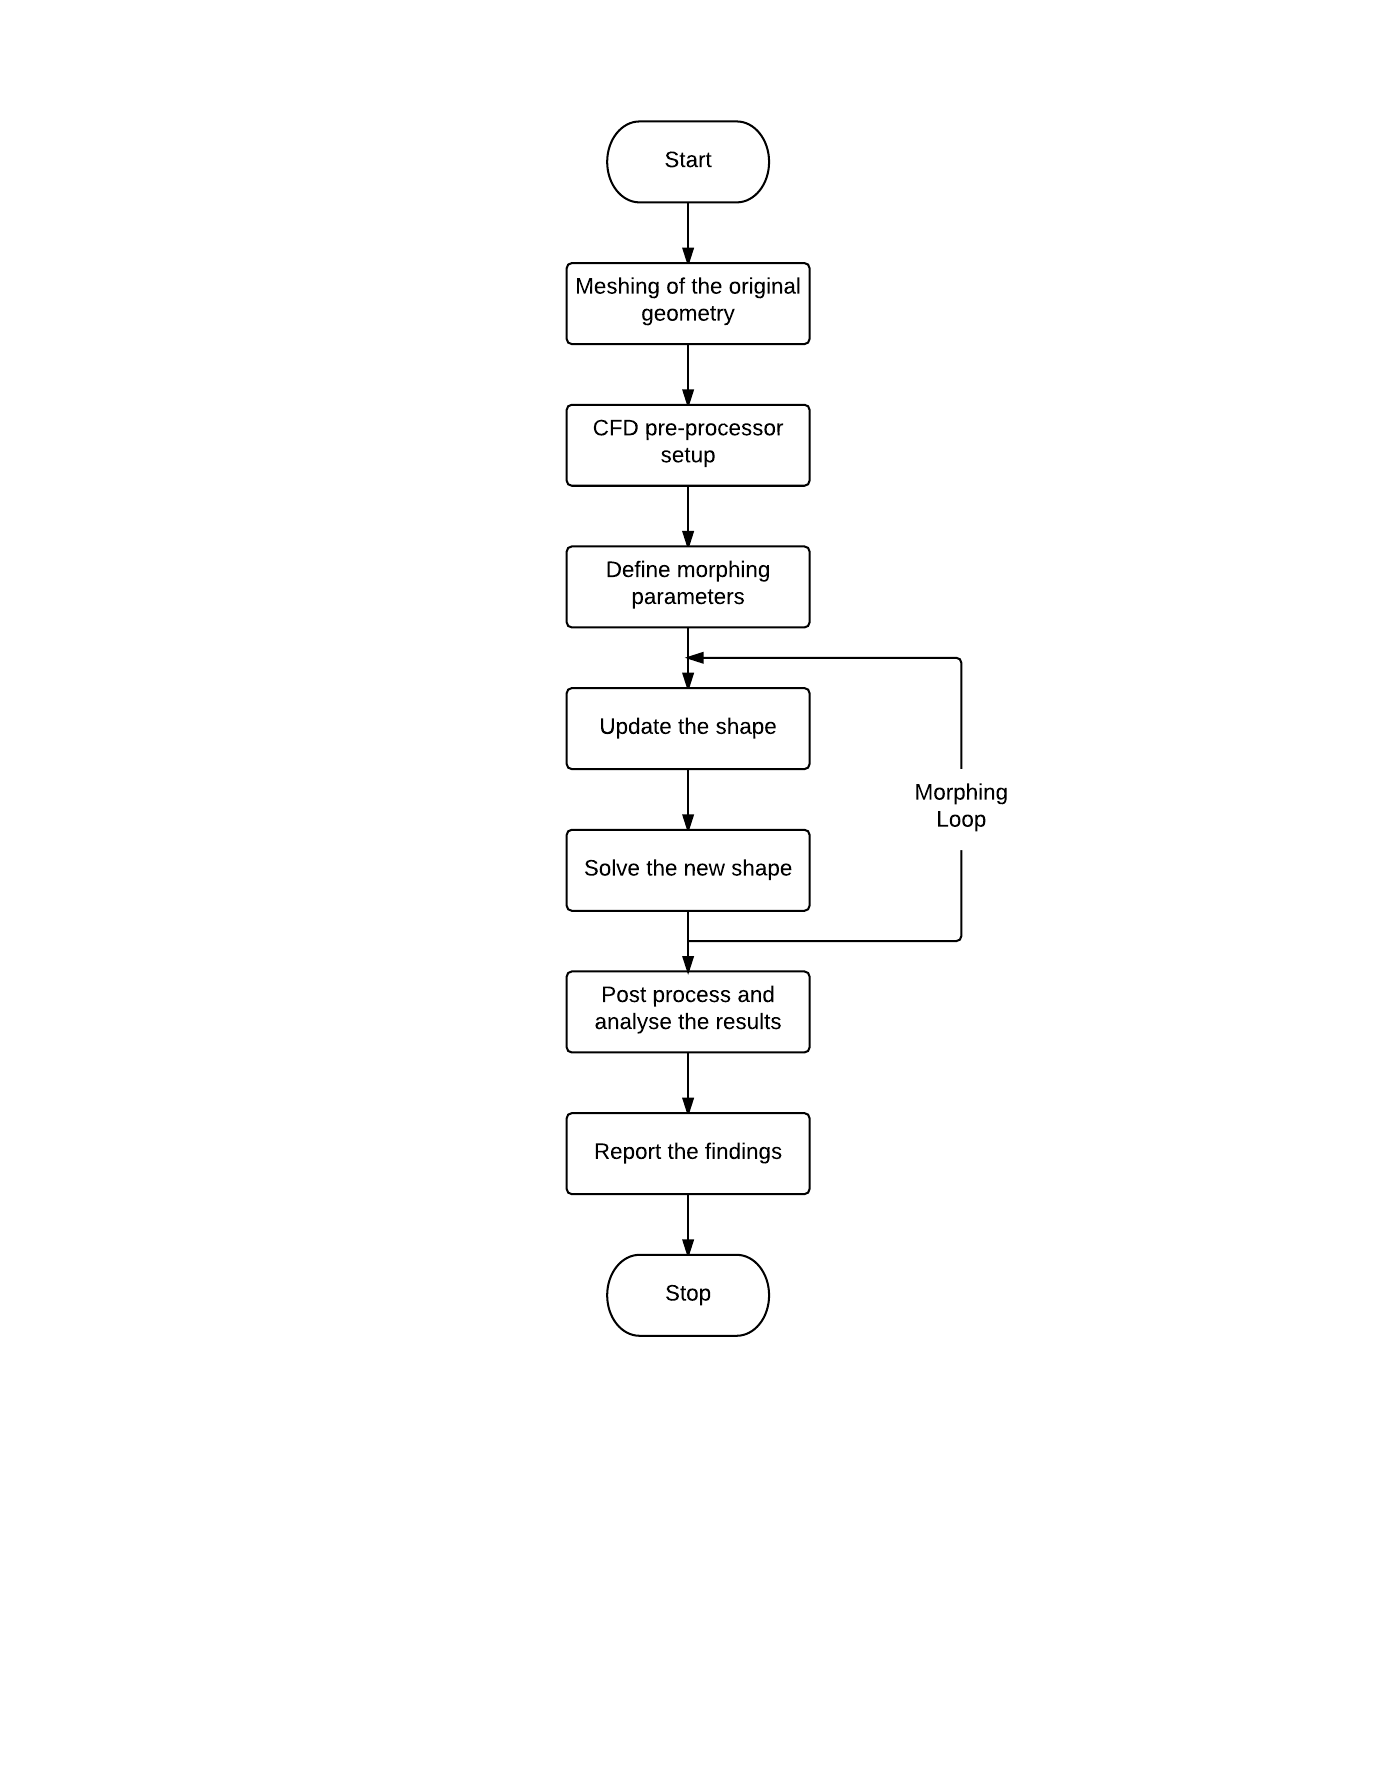 Start
Meshing of the original
geometry
CFD pre-processor
setup
Define morphing
parameters
Update the shape
Morphing
Loop
Solve the new shape
Post process and
analyse the results
Report the findings
Stop